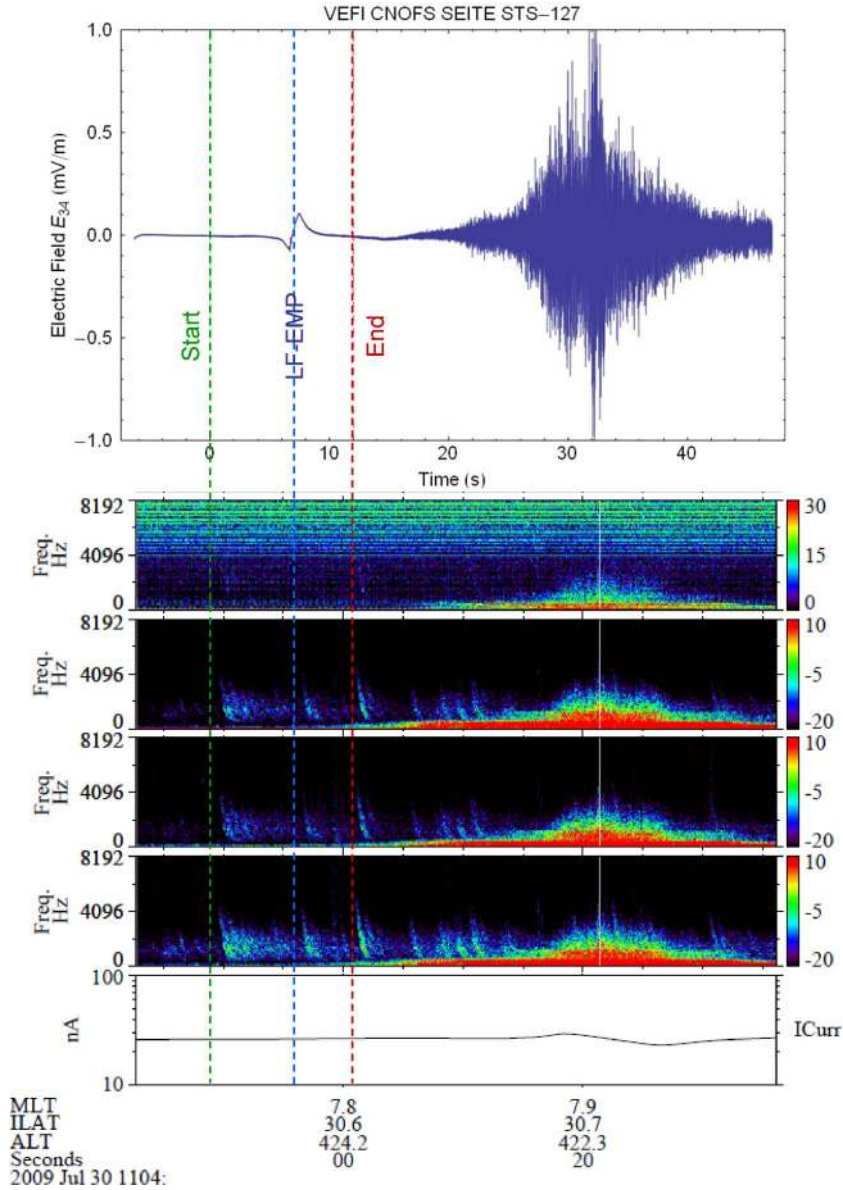 VEFI CNOFS SEITE STS−127
1.0
0.5
0.0
−0.5
−1.0
Electric Field E34 (mV/m)
Start
LF-EMP
End
0 10 20 30 40
Time (s)
8192
4096
0
Freq.
Hz
30
15
0
8192
4096
0
Freq.
Hz
10
-5
-20
8192
4096
0
Freq.
Hz
10
-5
-20
8192
4096
0
Freq.
Hz
10
-5
-20
100
10
nA
ICurr
MLT 7.8 7.9
ILAT 30.6 30.7
ALT 424.2 422.3
Seconds 00 20
2009 Jul 30 1104: